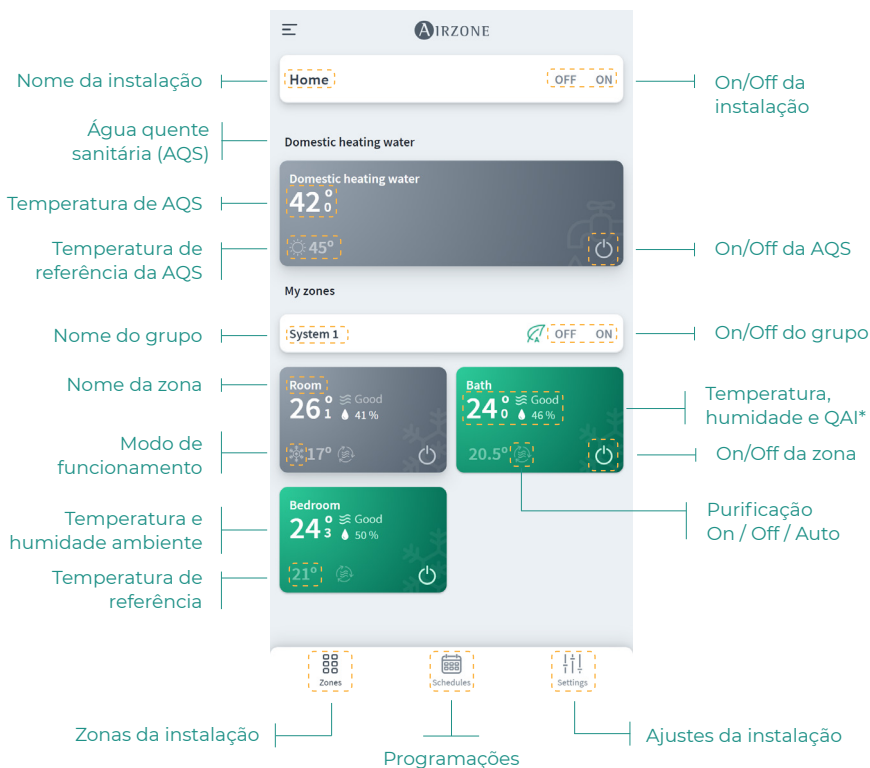 AIRZONE
Nome da instalação
Home
OFF ON
On/Off da
instalação
Água quente
sanitária (AQS)
Domestic heating water
Temperatura de AQS
Domestic heating water
42°0
Temperatura de
referência da AQS
45°
On/Off da AQS
My zones
Nome do grupo
System 1
OFF ON
On/Off do grupo
Nome da zona
Room
26°1 Good
41 %
Bath
24°0 Good
46 %
Temperatura,
humidade e QAI*
Modo de
funcionamento
17°
20.5°
On/Off da zona
Purificação
On / Off / Auto
Temperatura e
humidade ambiente
Bedroom
24°3 Good
50 %
Temperatura de
referência
21°
Zones
Schedules
Settings
Zonas da instalação
Programações
Ajustes da instalação